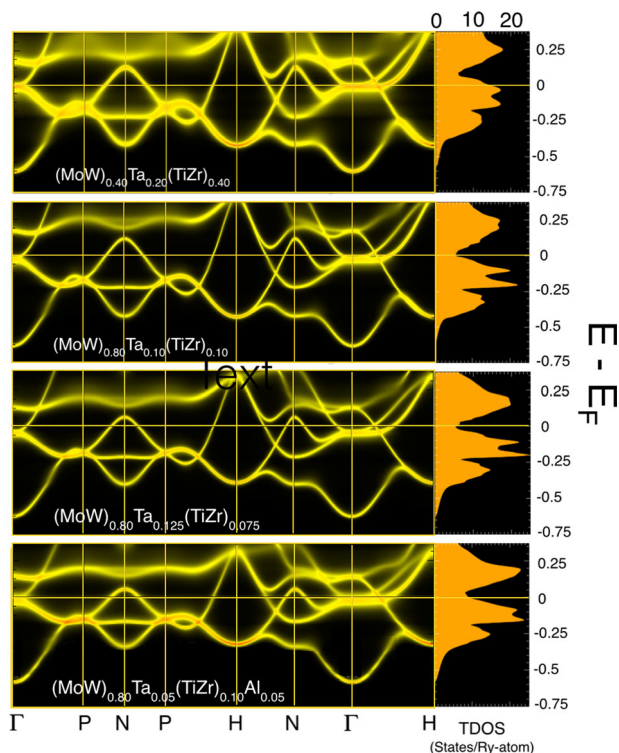 0 10 20
0.25
0
-0.25
-0.5
-0.75
(MoW)0.40Ta0.20(TiZr)0.40
0.25
0
-0.25
-0.5
-0.75
(MoW)0.80Ta0.10(TiZr)0.10
Text
E - EF
0.25
0
-0.25
-0.5
-0.75
(MoW)0.80Ta0.125(TiZr)0.075
0.25
0
-0.25
-0.5
-0.75
(MoW)0.80Ta0.05(TiZr)0.10Al0.05
Γ P N P H N Γ H
TDOS
(States/Ry-atom)